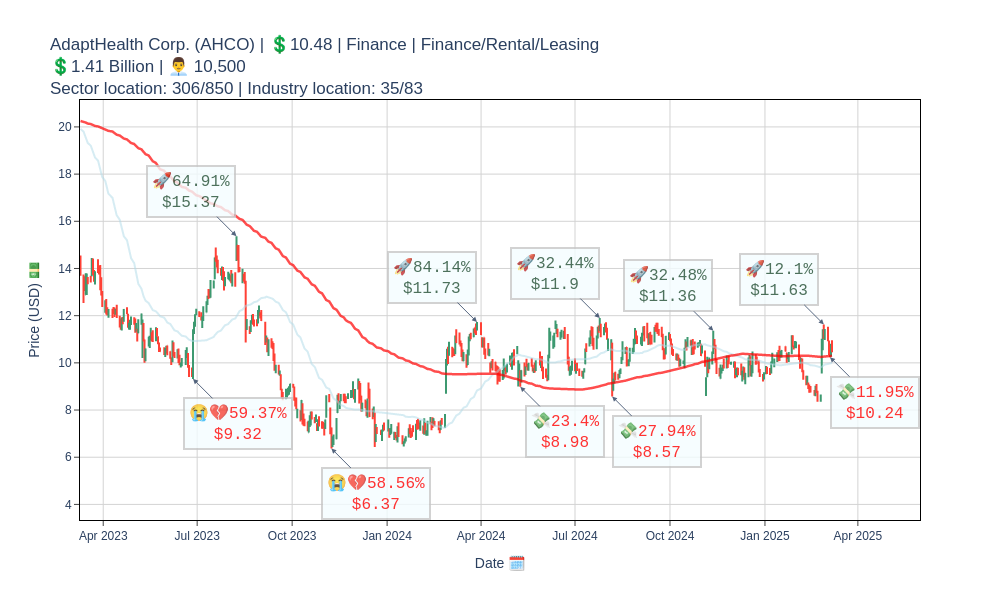 AdaptHealth Corp. (AHCO) | 💲10.48 | Finance | Finance/Rental/Leasing
💲1.41 Billion | 👨‍💼 10,500
Sector location: 306/850 | Industry location: 35/83
20
18
16
14
12
10
8
6
4
Price (USD) 💵
🚀64.91%
$15.37
🚀84.14%
$11.73
🚀32.44%
$11.9
🚀32.48%
$11.36
🚀12.1%
$11.63
😭💔59.37%
$9.32
😭💔58.56%
$6.37
💸23.4%
$8.98
💸27.94%
$8.57
💸11.95%
$10.24
Apr 2023
Jul 2023
Oct 2023
Jan 2024
Apr 2024
Jul 2024
Oct 2024
Jan 2025
Apr 2025
Date 🗓️